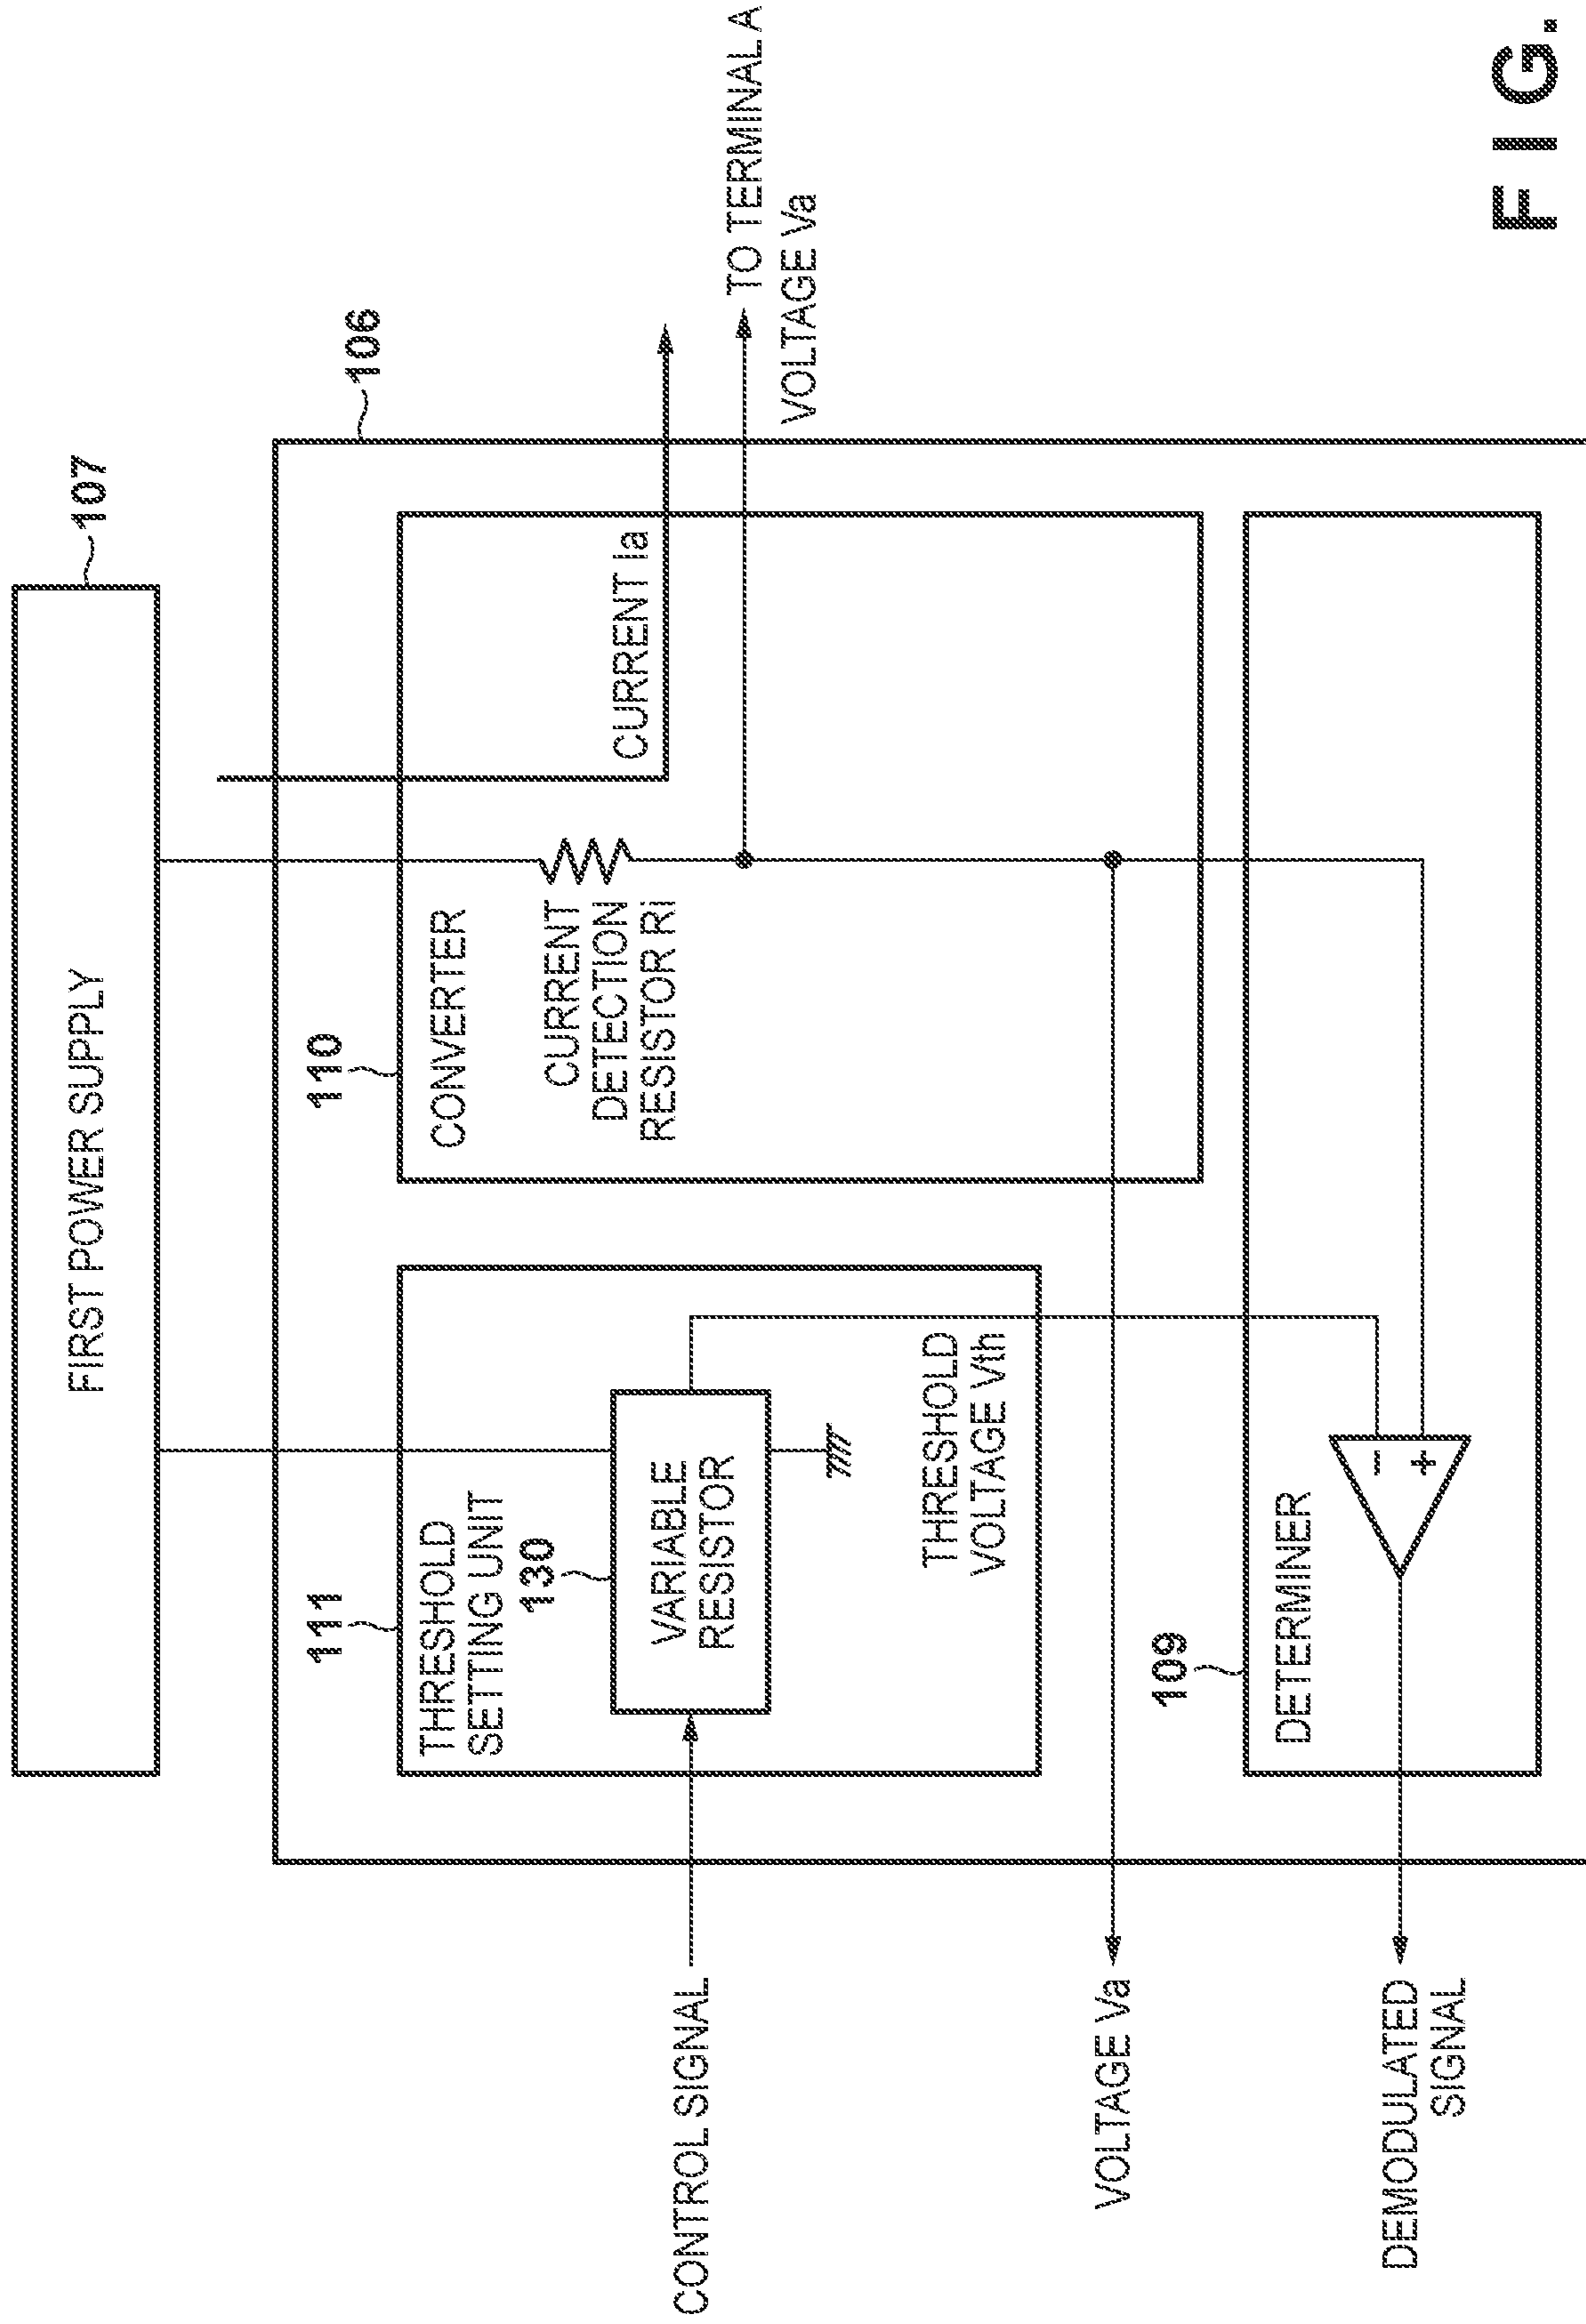 107
FIRST POWER SUPPLY
106
111
110
THRESHOLD
SETTING UNIT
CONVERTER
130
VARIABLE
RESISTOR
CURRENT
DETECTION
RESISTOR Ri
CURRENT Ia
CONTROL SIGNAL
TO TERMINAL A
VOLTAGE Va
THRESHOLD
VOLTAGE Vth
VOLTAGE Va
109
DETERMINER
−
+
DEMODULATED
SIGNAL
FIG.